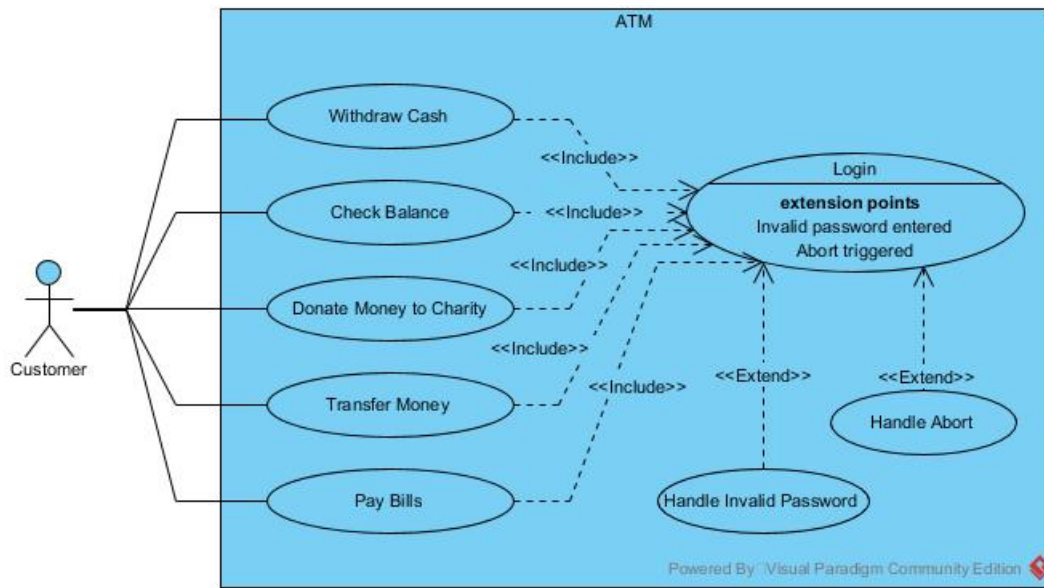 ATM
Withdraw Cash
<<Include>>
Login
extension points
Invalid password entered
Abort triggered
Check Balance
<<Include>>
<<Include>>
Donate Money to Charity
<<Include>>
Customer
<<Include>>
<<Extend>>
<<Extend>>
Transfer Money
Handle Abort
Pay Bills
Handle Invalid Password
Powered By Visual Paradigm Community Edition